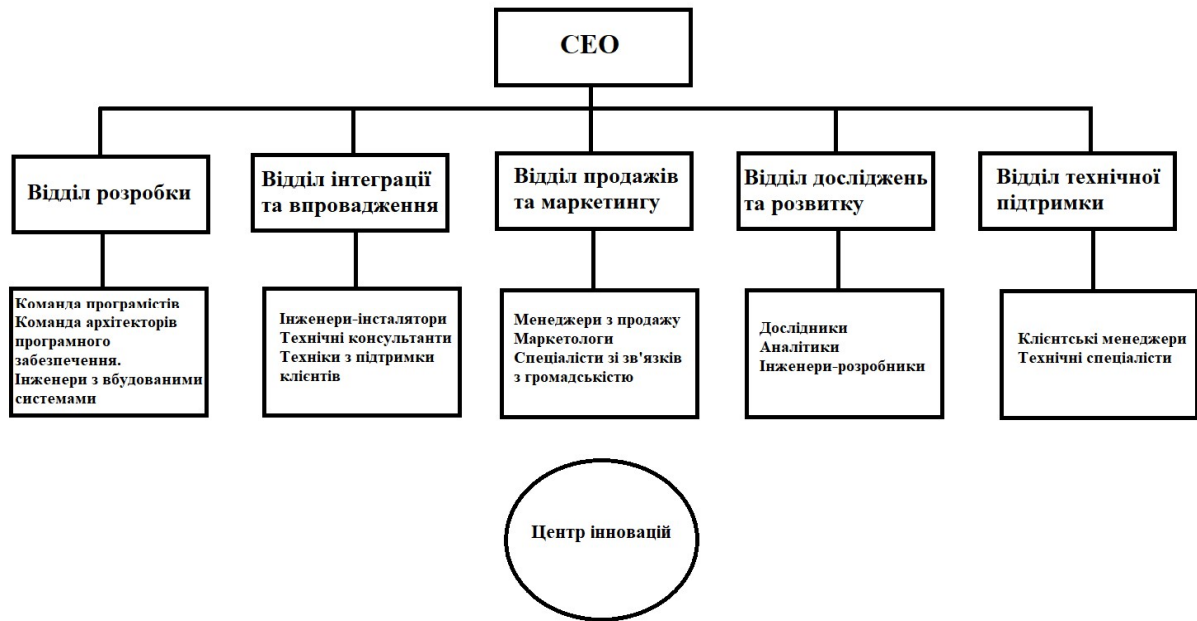 CEO
Відділ розробки
Відділ інтеграції
та впровадження
Відділ продажів
та маркетингу
Відділ досліджень
та розвитку
Відділ технічної
підтримки
Команда програмістів
Команда архітекторів
програмного
забезпечення.
Інженери з вбудованими
системами
Інженери-інсталятори
Технічні консультанти
Техніки з підтримки
клієнтів
Менеджери з продажу
Маркетологи
Спеціалісти зі зв'язків
з громадськістю
Дослідники
Аналітики
Інженери-розробники
Клієнтські менеджери
Технічні спеціалісти
Центр інновацій